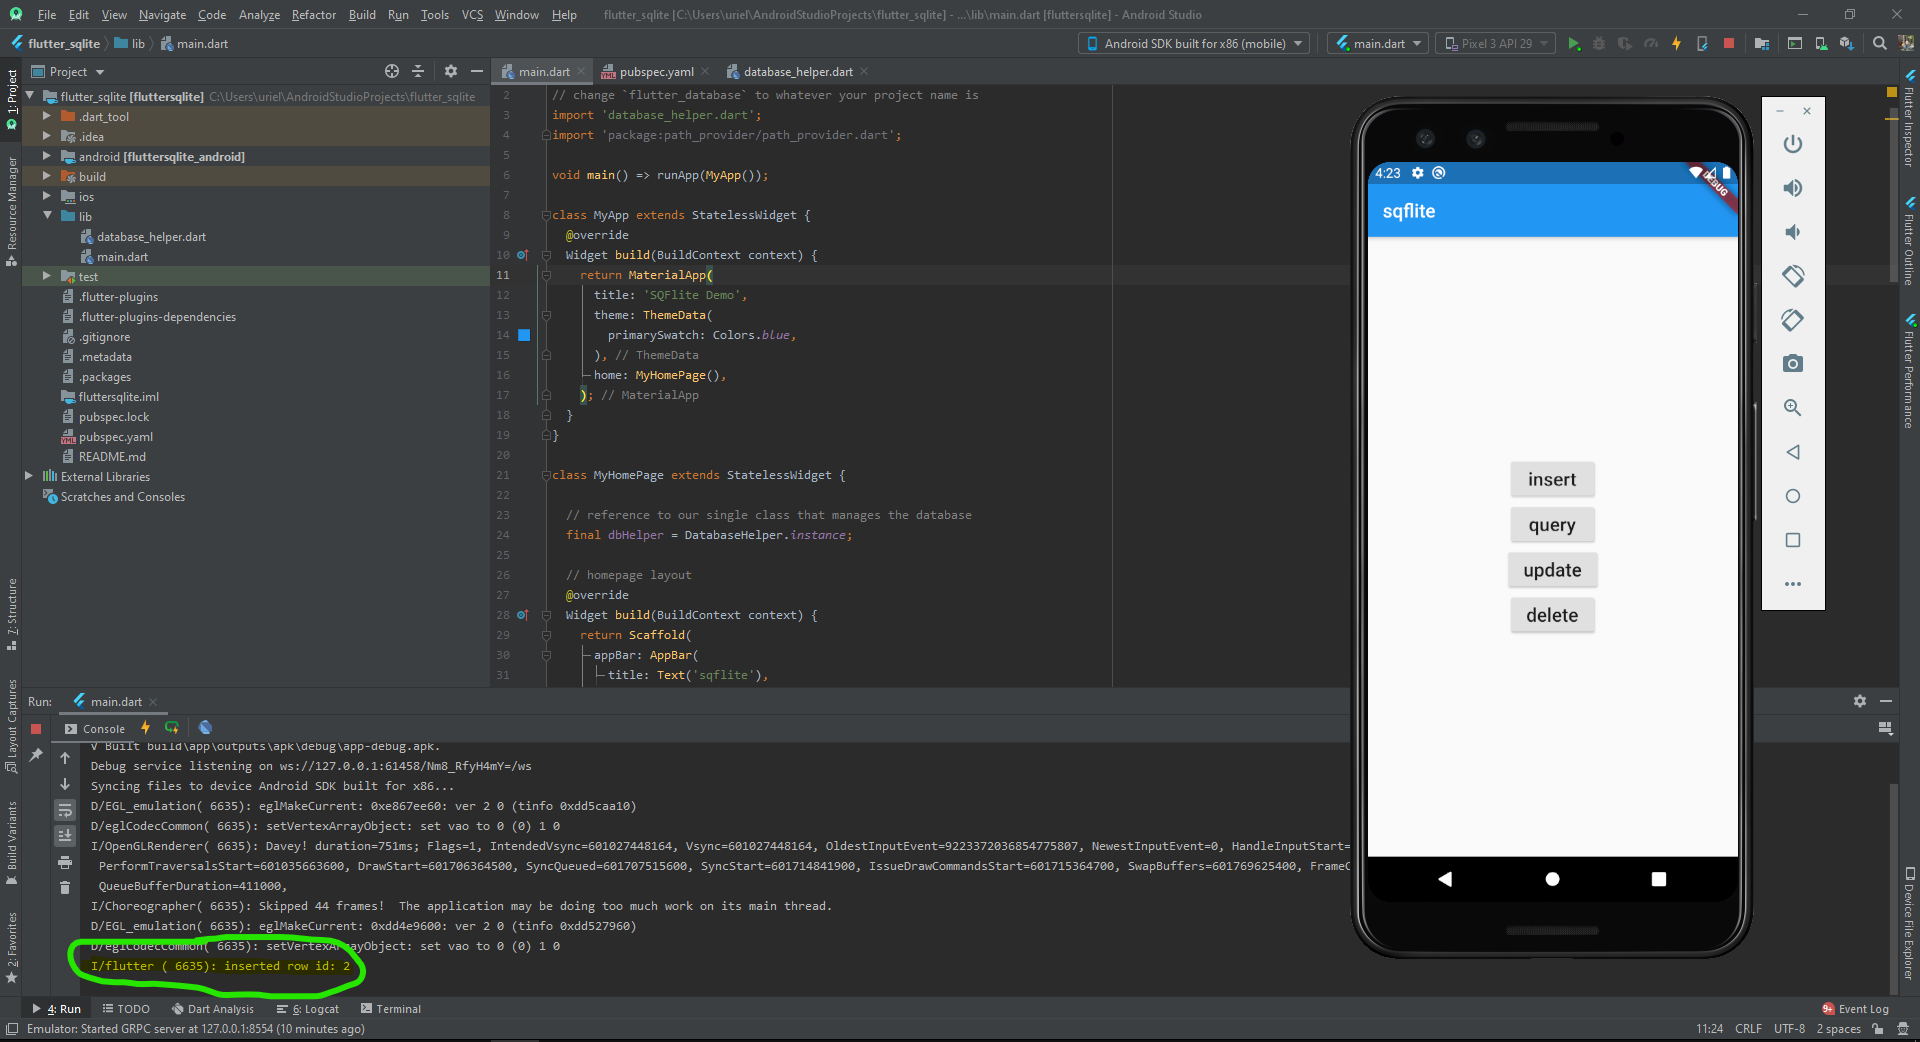 File Edit View Navigate Code Analyze Refactor Build Run Tools VCS Window Help flutter_sqlite [C:\Users\uriel\AndroidStudioProjects\flutter_sqlite] - ...\lib\main.dart [fluttersqlite] - Android Studio
flutter_sqlite lib main.dart Android SDK built for x86 (mobile) main.dart Pixel 3 API 29
Project
main.dart pubspec.yaml database_helper.dart
1: Project
Resource Manager
7: Structure
Layout Captures
Build Variants
2: Favorites
flutter_sqlite [fluttersqlite] C:\Users\uriel\AndroidStudioProjects\flutter_sqlite
.dart_tool
.idea
android [fluttersqlite_android]
build
ios
lib
database_helper.dart
main.dart
test
.flutter-plugins
.flutter-plugins-dependencies
.gitignore
.metadata
.packages
fluttersqlite.iml
pubspec.lock
pubspec.yaml
README.md
External Libraries
Scratches and Consoles
2 // change `flutter_database` to whatever your project name is
3 import 'database_helper.dart';
4 import 'package:path_provider/path_provider.dart';
5
6 void main() => runApp(MyApp());
7
8 class MyApp extends StatelessWidget {
9 @override
10 Widget build(BuildContext context) {
11 return MaterialApp(
12 title: 'SQFlite Demo',
13 theme: ThemeData(
14 primarySwatch: Colors.blue,
15 ), // ThemeData
16 home: MyHomePage(),
17 ); // MaterialApp
18 }
19 }
20
21 class MyHomePage extends StatelessWidget {
22
23 // reference to our single class that manages the database
24 final dbHelper = DatabaseHelper.instance;
25
26 // homepage layout
27 @override
28 Widget build(BuildContext context) {
29 return Scaffold(
30 appBar: AppBar(
31 title: Text('sqflite'),
4:23
DEBUG
sqflite
insert
query
update
delete
Flutter Inspector
Flutter Outline
Flutter Performance
Device File Explorer
Run: main.dart
Console
√ Built build\app\outputs\apk\debug\app-debug.apk.
Debug service listening on ws://127.0.0.1:61458/Nm8_RfyH4mY=/ws
Syncing files to device Android SDK built for x86...
D/EGL_emulation( 6635): eglMakeCurrent: 0xe867ee60: ver 2 0 (tinfo 0xdd5caa10)
D/eglCodecCommon( 6635): setVertexArrayObject: set vao to 0 (0) 1 0
I/OpenGLRenderer( 6635): Davey! duration=751ms; Flags=1, IntendedVsync=601027448164, Vsync=601027448164, OldestInputEvent=9223372036854775807, NewestInputEvent=0, HandleInputStart=
PerformTraversalsStart=601035663600, DrawStart=601706364500, SyncQueued=601707515600, SyncStart=601714841900, IssueDrawCommandsStart=601715364700, SwapBuffers=601769625400, FrameC
QueueBufferDuration=411000,
I/Choreographer( 6635): Skipped 44 frames! The application may be doing too much work on its main thread.
D/EGL_emulation( 6635): eglMakeCurrent: 0xdd4e9600: ver 2 0 (tinfo 0xdd527960)
D/eglCodecCommon( 6635): setVertexArrayObject: set vao to 0 (0) 1 0
I/flutter ( 6635): inserted row id: 2
4: Run TODO Dart Analysis 6: Logcat Terminal 9+ Event Log
Emulator: Started GRPC server at 127.0.0.1:8554 (10 minutes ago) 11:24 CRLF UTF-8 2 spaces